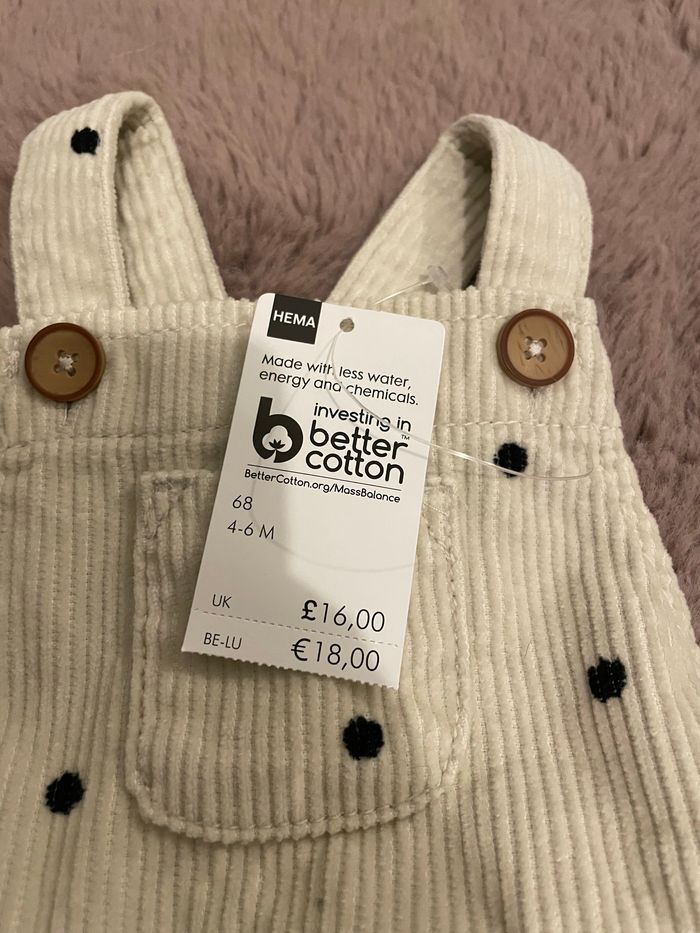 HEMA
Made with less water,
energy and chemicals.
investing in
better™
cotton
BetterCotton.org/MassBalance
68
4-6 M
UK £16,00
BE-LU €18,00